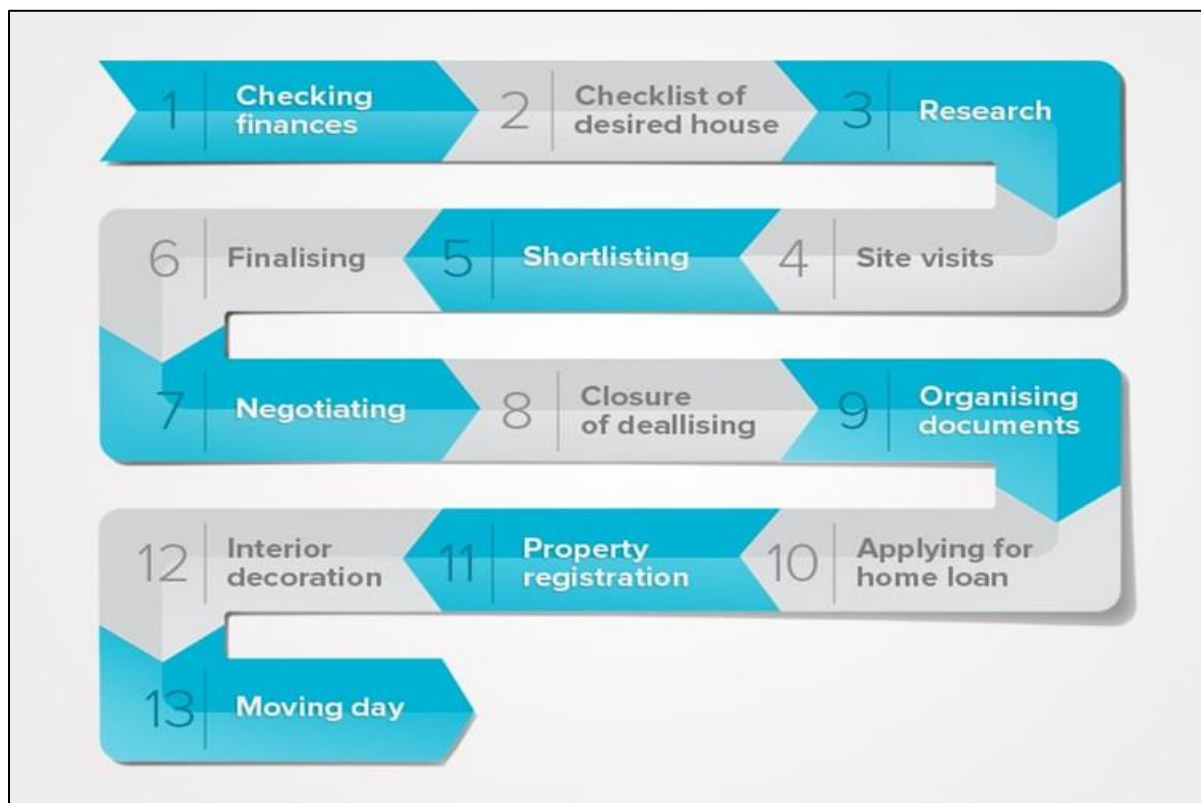 1
Checking
finances
2
Checklist of
desired house
3
Research
4
Site visits
5
Shortlisting
6
Finalising
7
Negotiating
8
Closure
of deallising
9
Organising
documents
10
Applying for
home loan
11
Property
registration
12
Interior
decoration
13
Moving day